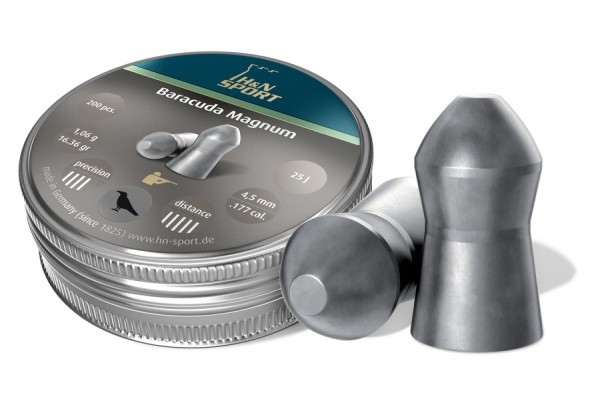 H&N
SPORT
Baracuda Magnum
200 pcs.
1,06 g
16.36 gr
25 J
precision
distance
4,5 mm
.177 cal.
made in Germany (since 1825) www.hn-sport.de